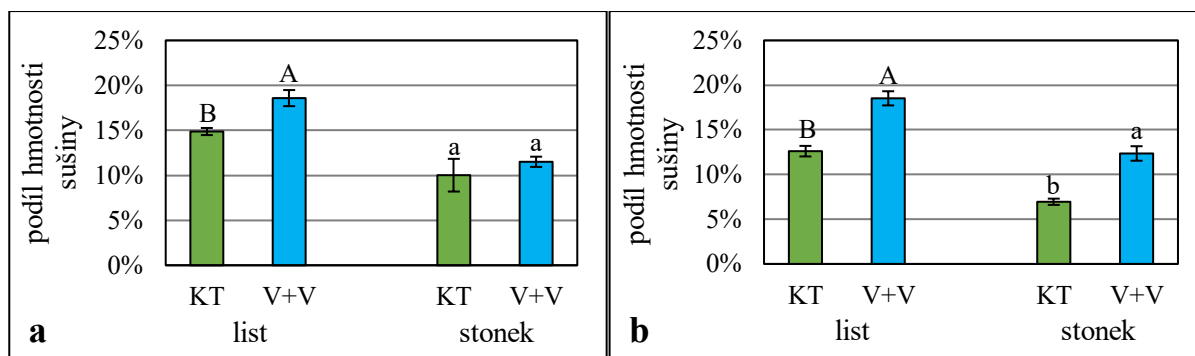 podíl hmotnosti
sušiny
25%
20%
15%
10%
5%
0%
B
A
a
a
KT
V+V
KT
V+V
list
stonek
a
podíl hmotnosti
sušiny
25%
20%
15%
10%
5%
0%
B
A
b
a
KT
V+V
KT
V+V
list
stonek
b